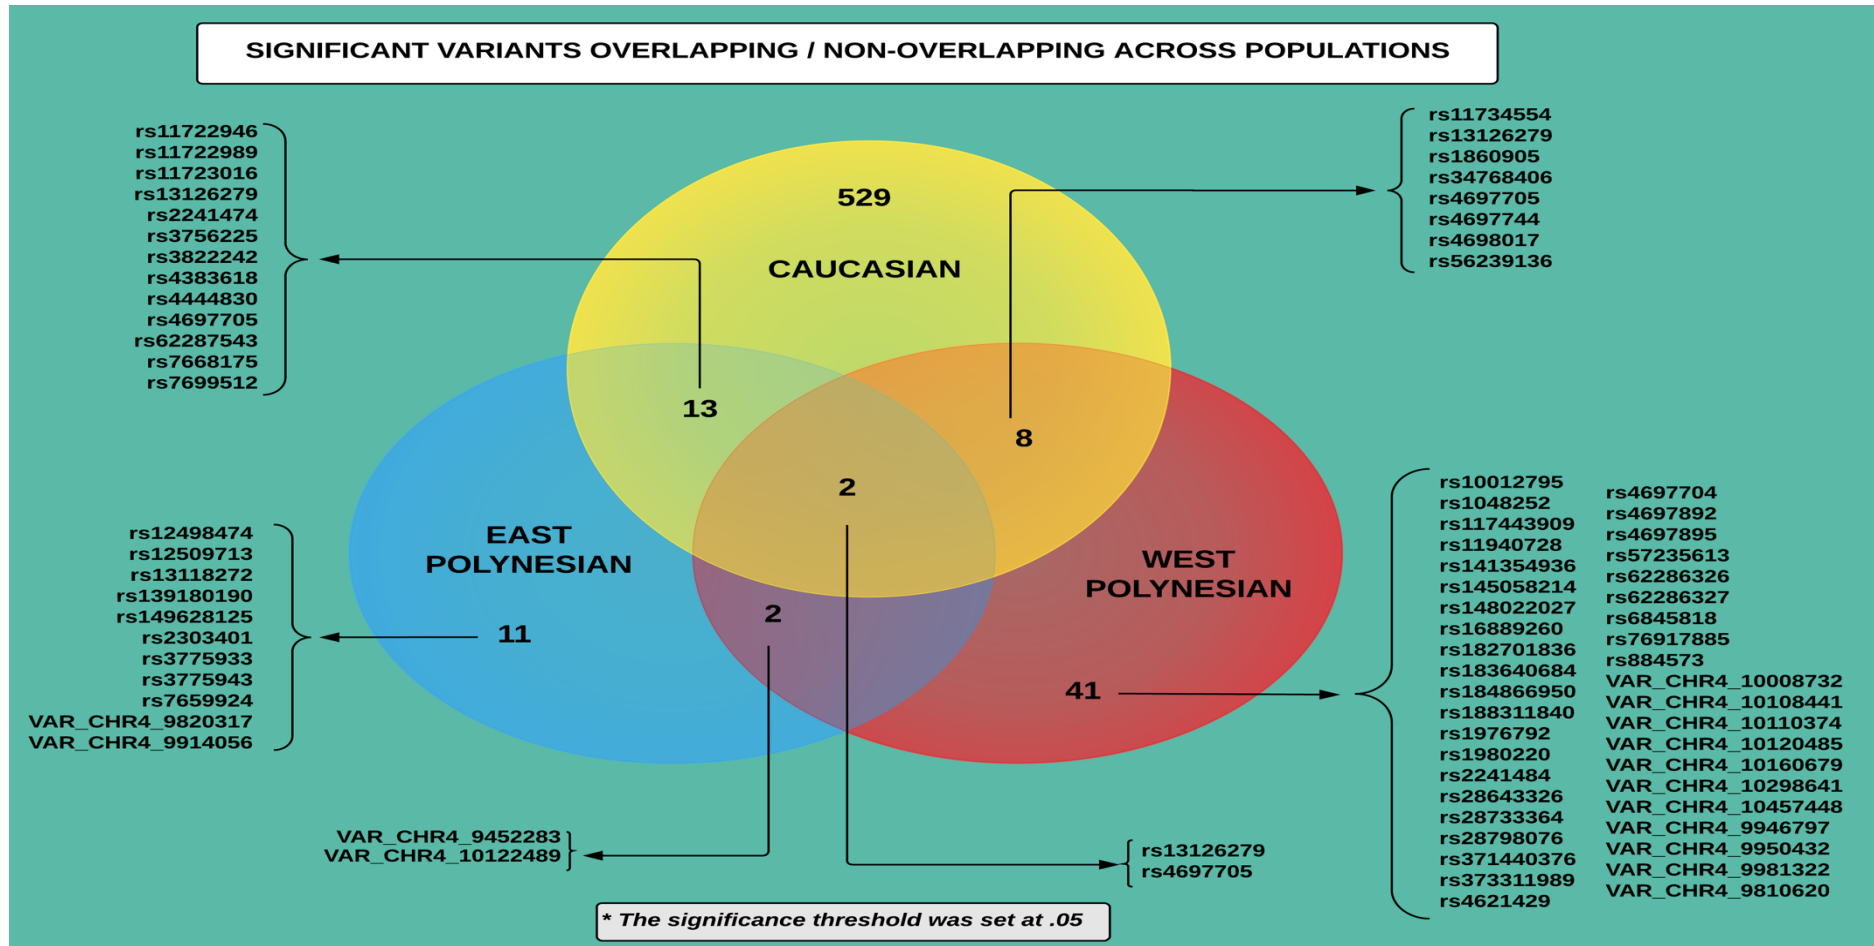 SIGNIFICANT VARIANTS OVERLAPPING / NON-OVERLAPPING ACROSS POPULATIONS
rs11722946
rs11722989
rs11723016
rs13126279
rs2241474
rs3756225
rs3822242
rs4383618
rs4444830
rs4697705
rs62287543
rs7668175
rs7699512
529
CAUCASIAN
rs11734554
rs13126279
rs1860905
rs34768406
rs4697705
rs4697744
rs4698017
rs56239136
13
8
2
EAST
POLYNESIAN
11
2
WEST
POLYNESIAN
41
rs12498474
rs12509713
rs13118272
rs139180190
rs149628125
rs2303401
rs3775933
rs3775943
rs7659924
VAR_CHR4_9820317
VAR_CHR4_9914056
rs10012795
rs1048252
rs117443909
rs11940728
rs141354936
rs145058214
rs148022027
rs16889260
rs182701836
rs183640684
rs184866950
rs188311840
rs1976792
rs1980220
rs2241484
rs28643326
rs28733364
rs28798076
rs371440376
rs373311989
rs4621429
rs4697704
rs4697892
rs4697895
rs57235613
rs62286326
rs62286327
rs6845818
rs76917885
rs884573
VAR_CHR4_10008732
VAR_CHR4_10108441
VAR_CHR4_10110374
VAR_CHR4_10120485
VAR_CHR4_10160679
VAR_CHR4_10298641
VAR_CHR4_10457448
VAR_CHR4_9946797
VAR_CHR4_9950432
VAR_CHR4_9981322
VAR_CHR4_9810620
VAR_CHR4_9452283
VAR_CHR4_10122489
rs13126279
rs4697705
* The significance threshold was set at .05